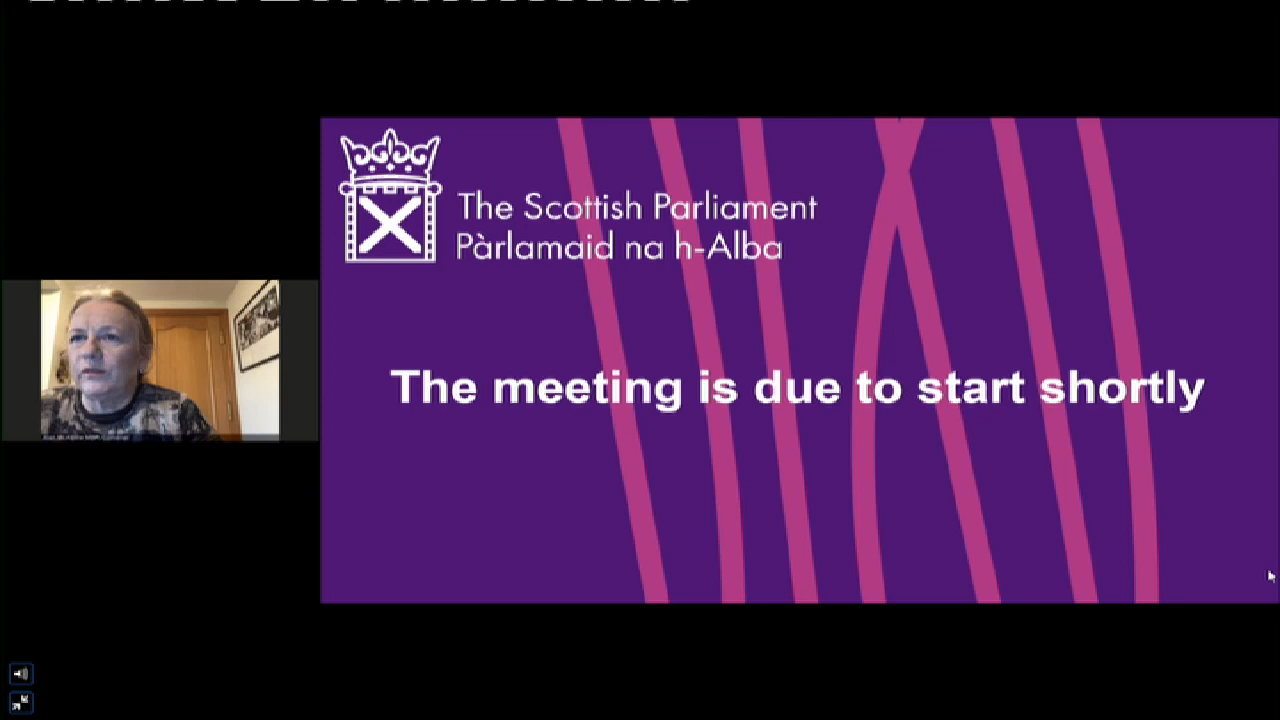 The Scottish Parliament
Pàrlamaid na h-Alba
The meeting is due to start shortly